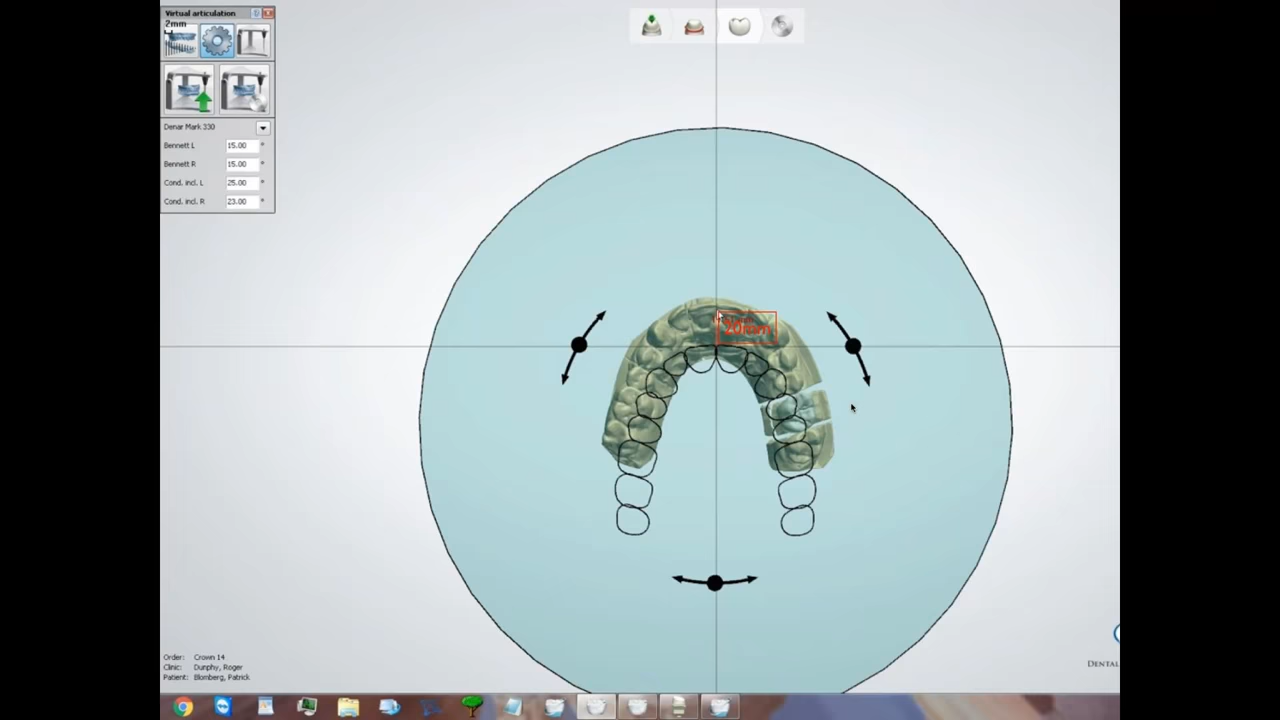 Virtual articulation
2mm
Denar Mark 330
Bennett L 15.00 °
Bennett R 15.00 °
Cond. incl. L 25.00 °
Cond. incl. R 23.00 °
20mm
Order: Crown 14
Clinic: Dunphy, Roger
Patient: Blomberg, Patrick
DENTAL